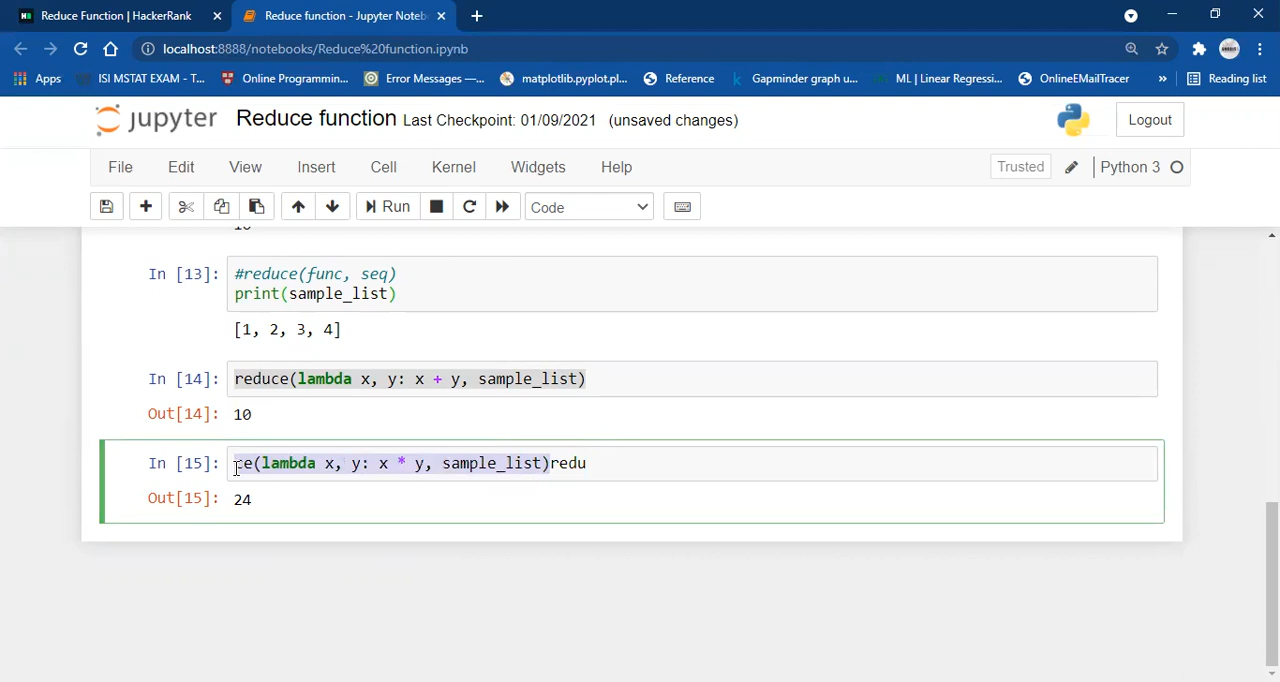 Reduce Function | HackerRank
Reduce function - Jupyter Noteb
localhost:8888/notebooks/Reduce%20function.ipynb
Apps ISI MSTAT EXAM - T... Online Programmin... Error Messages —... matplotlib.pyplot.pl... Reference Gapminder graph u... ML | Linear Regressi... OnlineEMailTracer » Reading list
jupyter Reduce function Last Checkpoint: 01/09/2021 (unsaved changes) Logout
File Edit View Insert Cell Kernel Widgets Help Trusted Python 3
Run Code
In [13]: #reduce(func, seq)
print(sample_list)
[1, 2, 3, 4]
In [14]: reduce(lambda x, y: x + y, sample_list)
Out[14]: 10
In [15]: ce(lambda x, y: x * y, sample_list)redu
Out[15]: 24